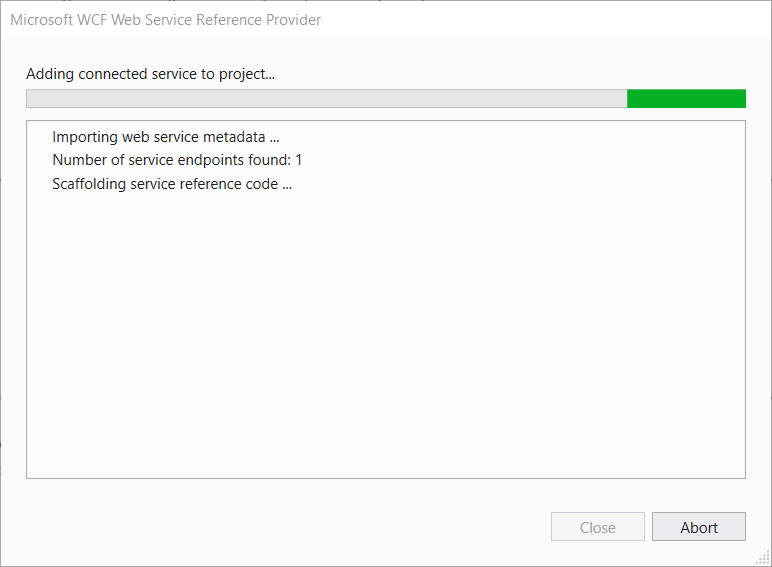 Microsoft WCF Web Service Reference Provider
Adding connected service to project...
Importing web service metadata ...
Number of service endpoints found: 1
Scaffolding service reference code ...
Close
Abort